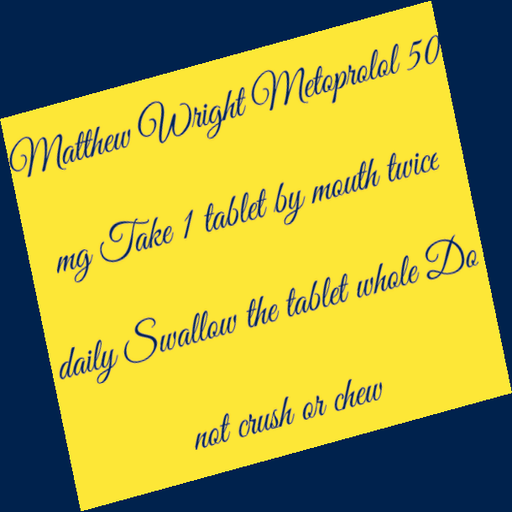 Matthew Wright Metoprolol 50
mg Take 1 tablet by mouth twice
daily Swallow the tablet whole Do
not crush or chew